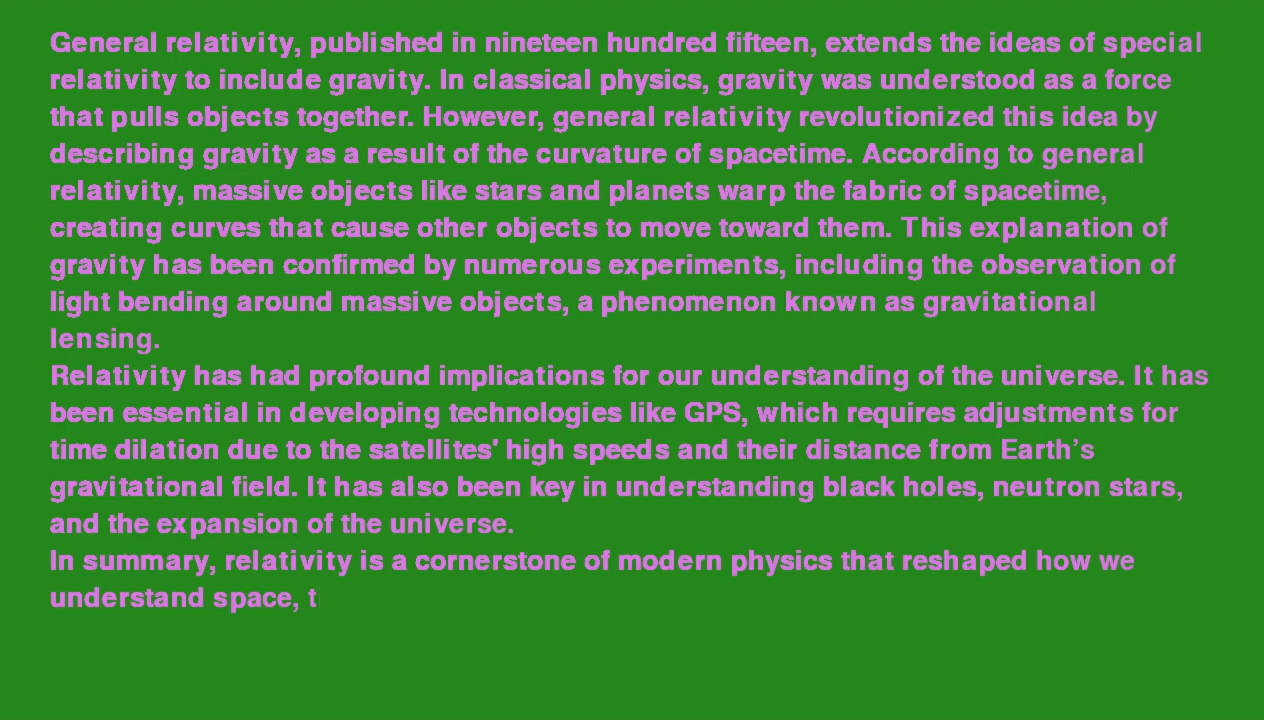 General relativity, published in nineteen hundred fifteen, extends the ideas of special
relativity to include gravity. In classical physics, gravity was understood as a force
that pulls objects together. However, general relativity revolutionized this idea by
describing gravity as a result of the curvature of spacetime. According to general
relativity, massive objects like stars and planets warp the fabric of spacetime,
creating curves that cause other objects to move toward them. This explanation of
gravity has been confirmed by numerous experiments, including the observation of
light bending around massive objects, a phenomenon known as gravitational
lensing.
Relativity has had profound implications for our understanding of the universe. It has
been essential in developing technologies like GPS, which requires adjustments for
time dilation due to the satellites' high speeds and their distance from Earth’s
gravitational field. It has also been key in understanding black holes, neutron stars,
and the expansion of the universe.
In summary, relativity is a cornerstone of modern physics that reshaped how we
understand space, t